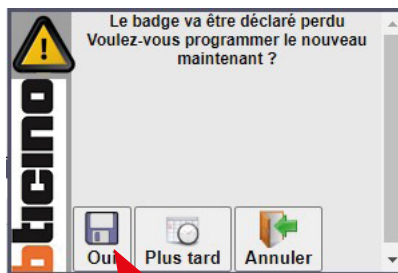 Le badge va être déclaré perdu
Voulez-vous programmer le nouveau
maintenant ?
bticino
Oui
Plus tard
Annuler